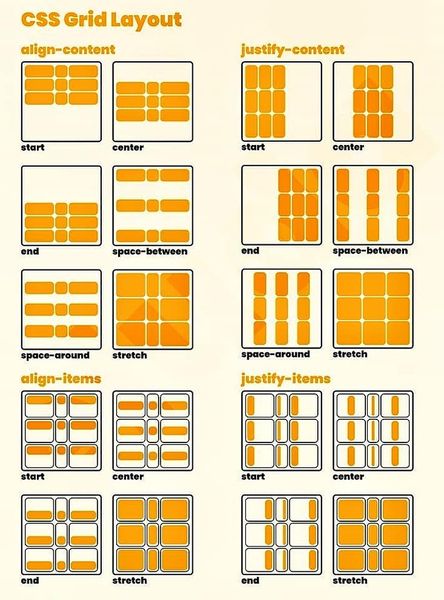 CSS Grid Layout
align-content
justify-content
start
center
start
center
end
space-between
end
space-between
space-around
stretch
space-around
stretch
align-items
justify-items
start
center
start
center
end
stretch
end
stretch